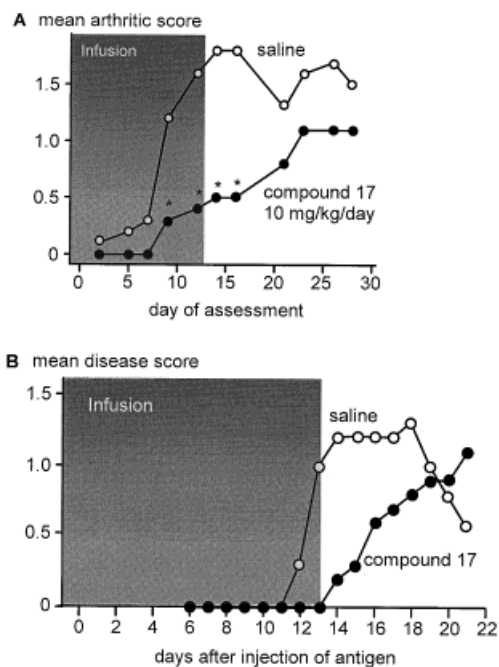 A mean arthritic score
Infusion
saline
1.5
1.0
0.5
0
* * * *
compound 17
10 mg/kg/day
0 5 10 15 20 25 30
day of assessment
B mean disease score
1.5
Infusion
saline
1.0
0.5
compound 17
0
0 2 4 6 8 10 12 14 16 18 20 22
days after injection of antigen